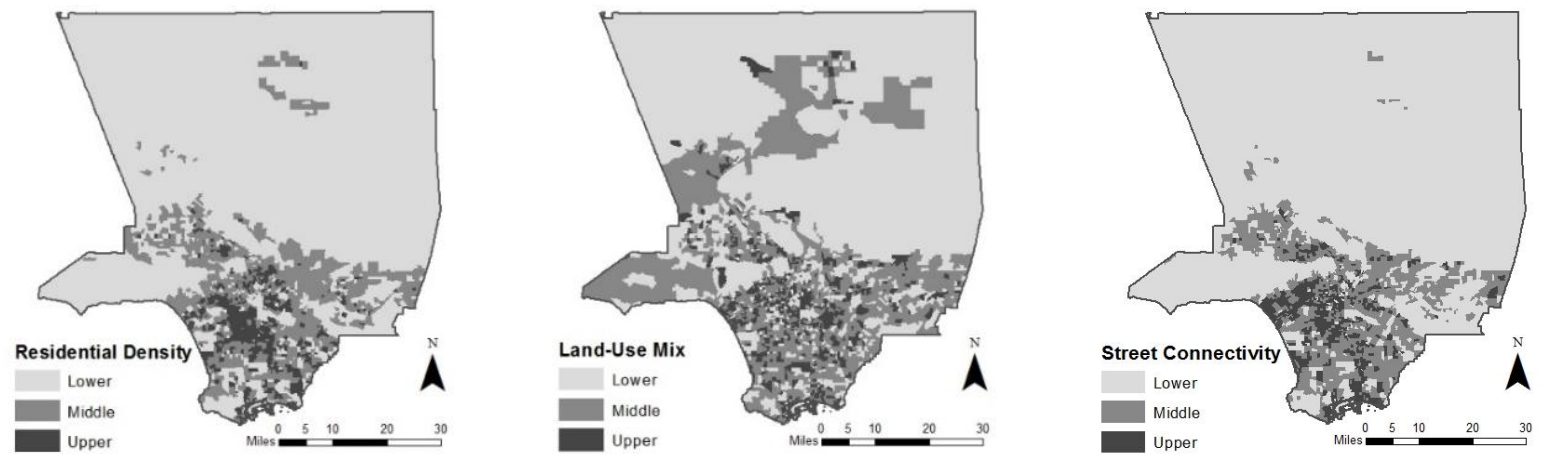 N
Residential Density
Lower
Middle
Upper
Miles 0 5 10 20 30
N
Land-Use Mix
Lower
Middle
Upper
Miles 0 5 10 20 30
N
Street Connectivity
Lower
Middle
Upper
Miles 0 5 10 20 30